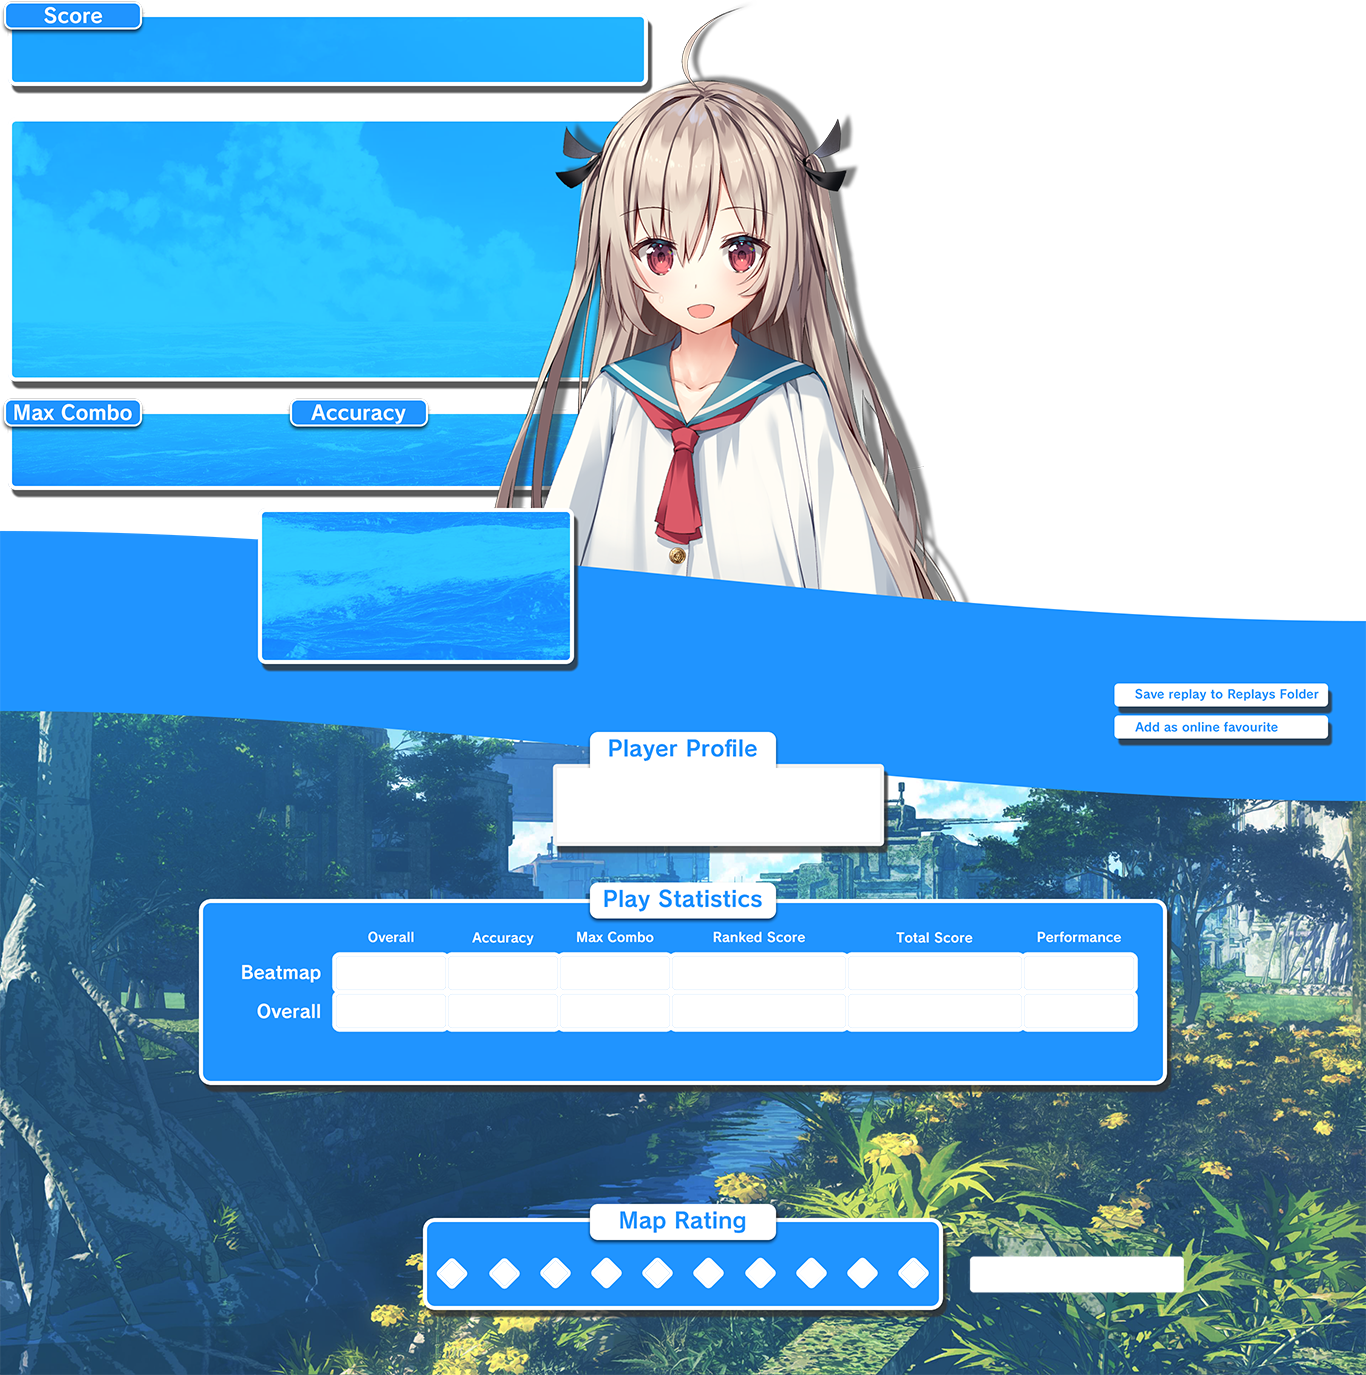 Score
Max Combo
Accuracy
Save replay to Replays Folder
Add as online favourite
Player Profile
Play Statistics
Overall Accuracy Max Combo Ranked Score Total Score Performance
Beatmap
Overall
Map Rating